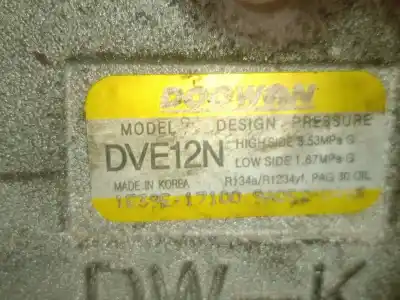 DOOWON
MODEL DESIGN PRESSURE
DVE12N HIGH SIDE 3.53MPa G
LOW SIDE 1.67MPa G
MADE IN KOREA R134a/R1234yf, PAG 30 OIL
DW K